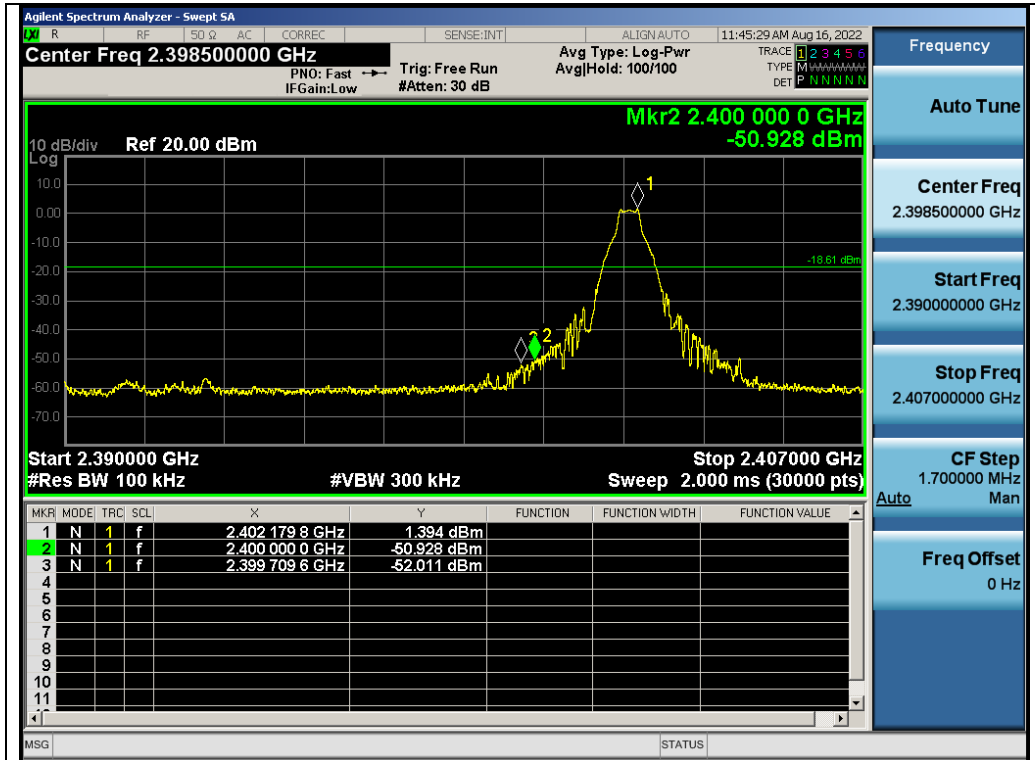 Agilent Spectrum Analyzer - Swept SA
LXI R RF 50 Ω AC CORREC SENSE:INT ALIGN AUTO 11:45:29 AM Aug 16, 2022
Center Freq 2.398500000 GHz
PNO: Fast
IFGain:Low
Trig: Free Run
#Atten: 30 dB
Avg Type: Log-Pwr
Avg|Hold: 100/100
TRACE 1 2 3 4 5 6
TYPE M WWWWW
DET P N N N N N
Mkr2 2.400 000 0 GHz
-50.928 dBm
10 dB/div Ref 20.00 dBm
Log
10.0
0.00
-10.0
-20.0
-30.0
-40.0
-50.0
-60.0
-70.0
1
-18.61 dBm
3 2
Start 2.390000 GHz Stop 2.407000 GHz
#Res BW 100 kHz #VBW 300 kHz Sweep 2.000 ms (30000 pts)
MKR MODE TRC SCL X Y FUNCTION FUNCTION WIDTH FUNCTION VALUE
1 N 1 f 2.402 179 8 GHz 1.394 dBm
2 N 1 f 2.400 000 0 GHz -50.928 dBm
3 N 1 f 2.399 709 6 GHz -52.011 dBm
4
5
6
7
8
9
10
11
MSG STATUS
Frequency
Auto Tune
Center Freq
2.398500000 GHz
Start Freq
2.390000000 GHz
Stop Freq
2.407000000 GHz
CF Step
1.700000 MHz
Auto Man
Freq Offset
0 Hz